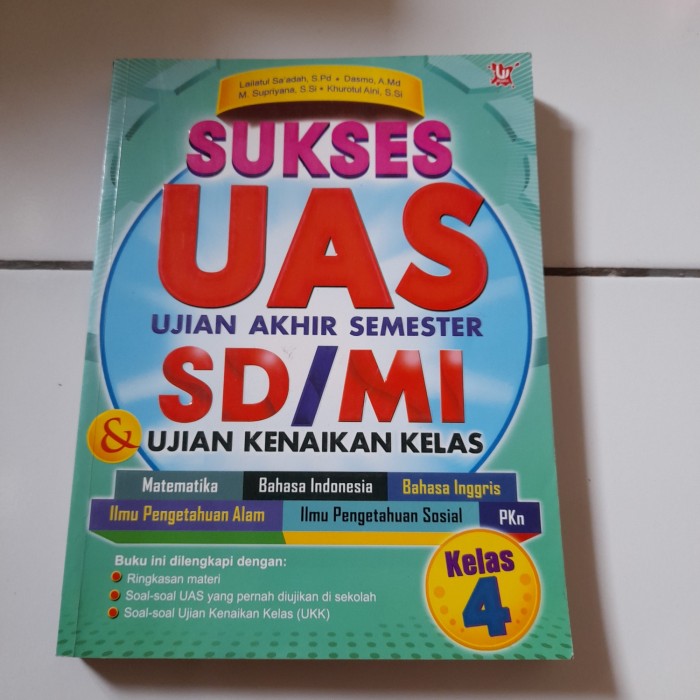 Lailatul Sa'adah, S.Pd • Dasmo, A.Md
M. Supriyana, S.Si • Khurotul Aini, S.Si
SUKSES
UAS
UJIAN AKHIR SEMESTER
SD/MI
& UJIAN KENAIKAN KELAS
Matematika Bahasa Indonesia Bahasa Inggris
Ilmu Pengetahuan Alam Ilmu Pengetahuan Sosial PKn
Buku ini dilengkapi dengan:
Ringkasan materi
Soal-soal UAS yang pernah diujikan di sekolah
Soal-soal Ujian Kenaikan Kelas (UKK)
Kelas
4